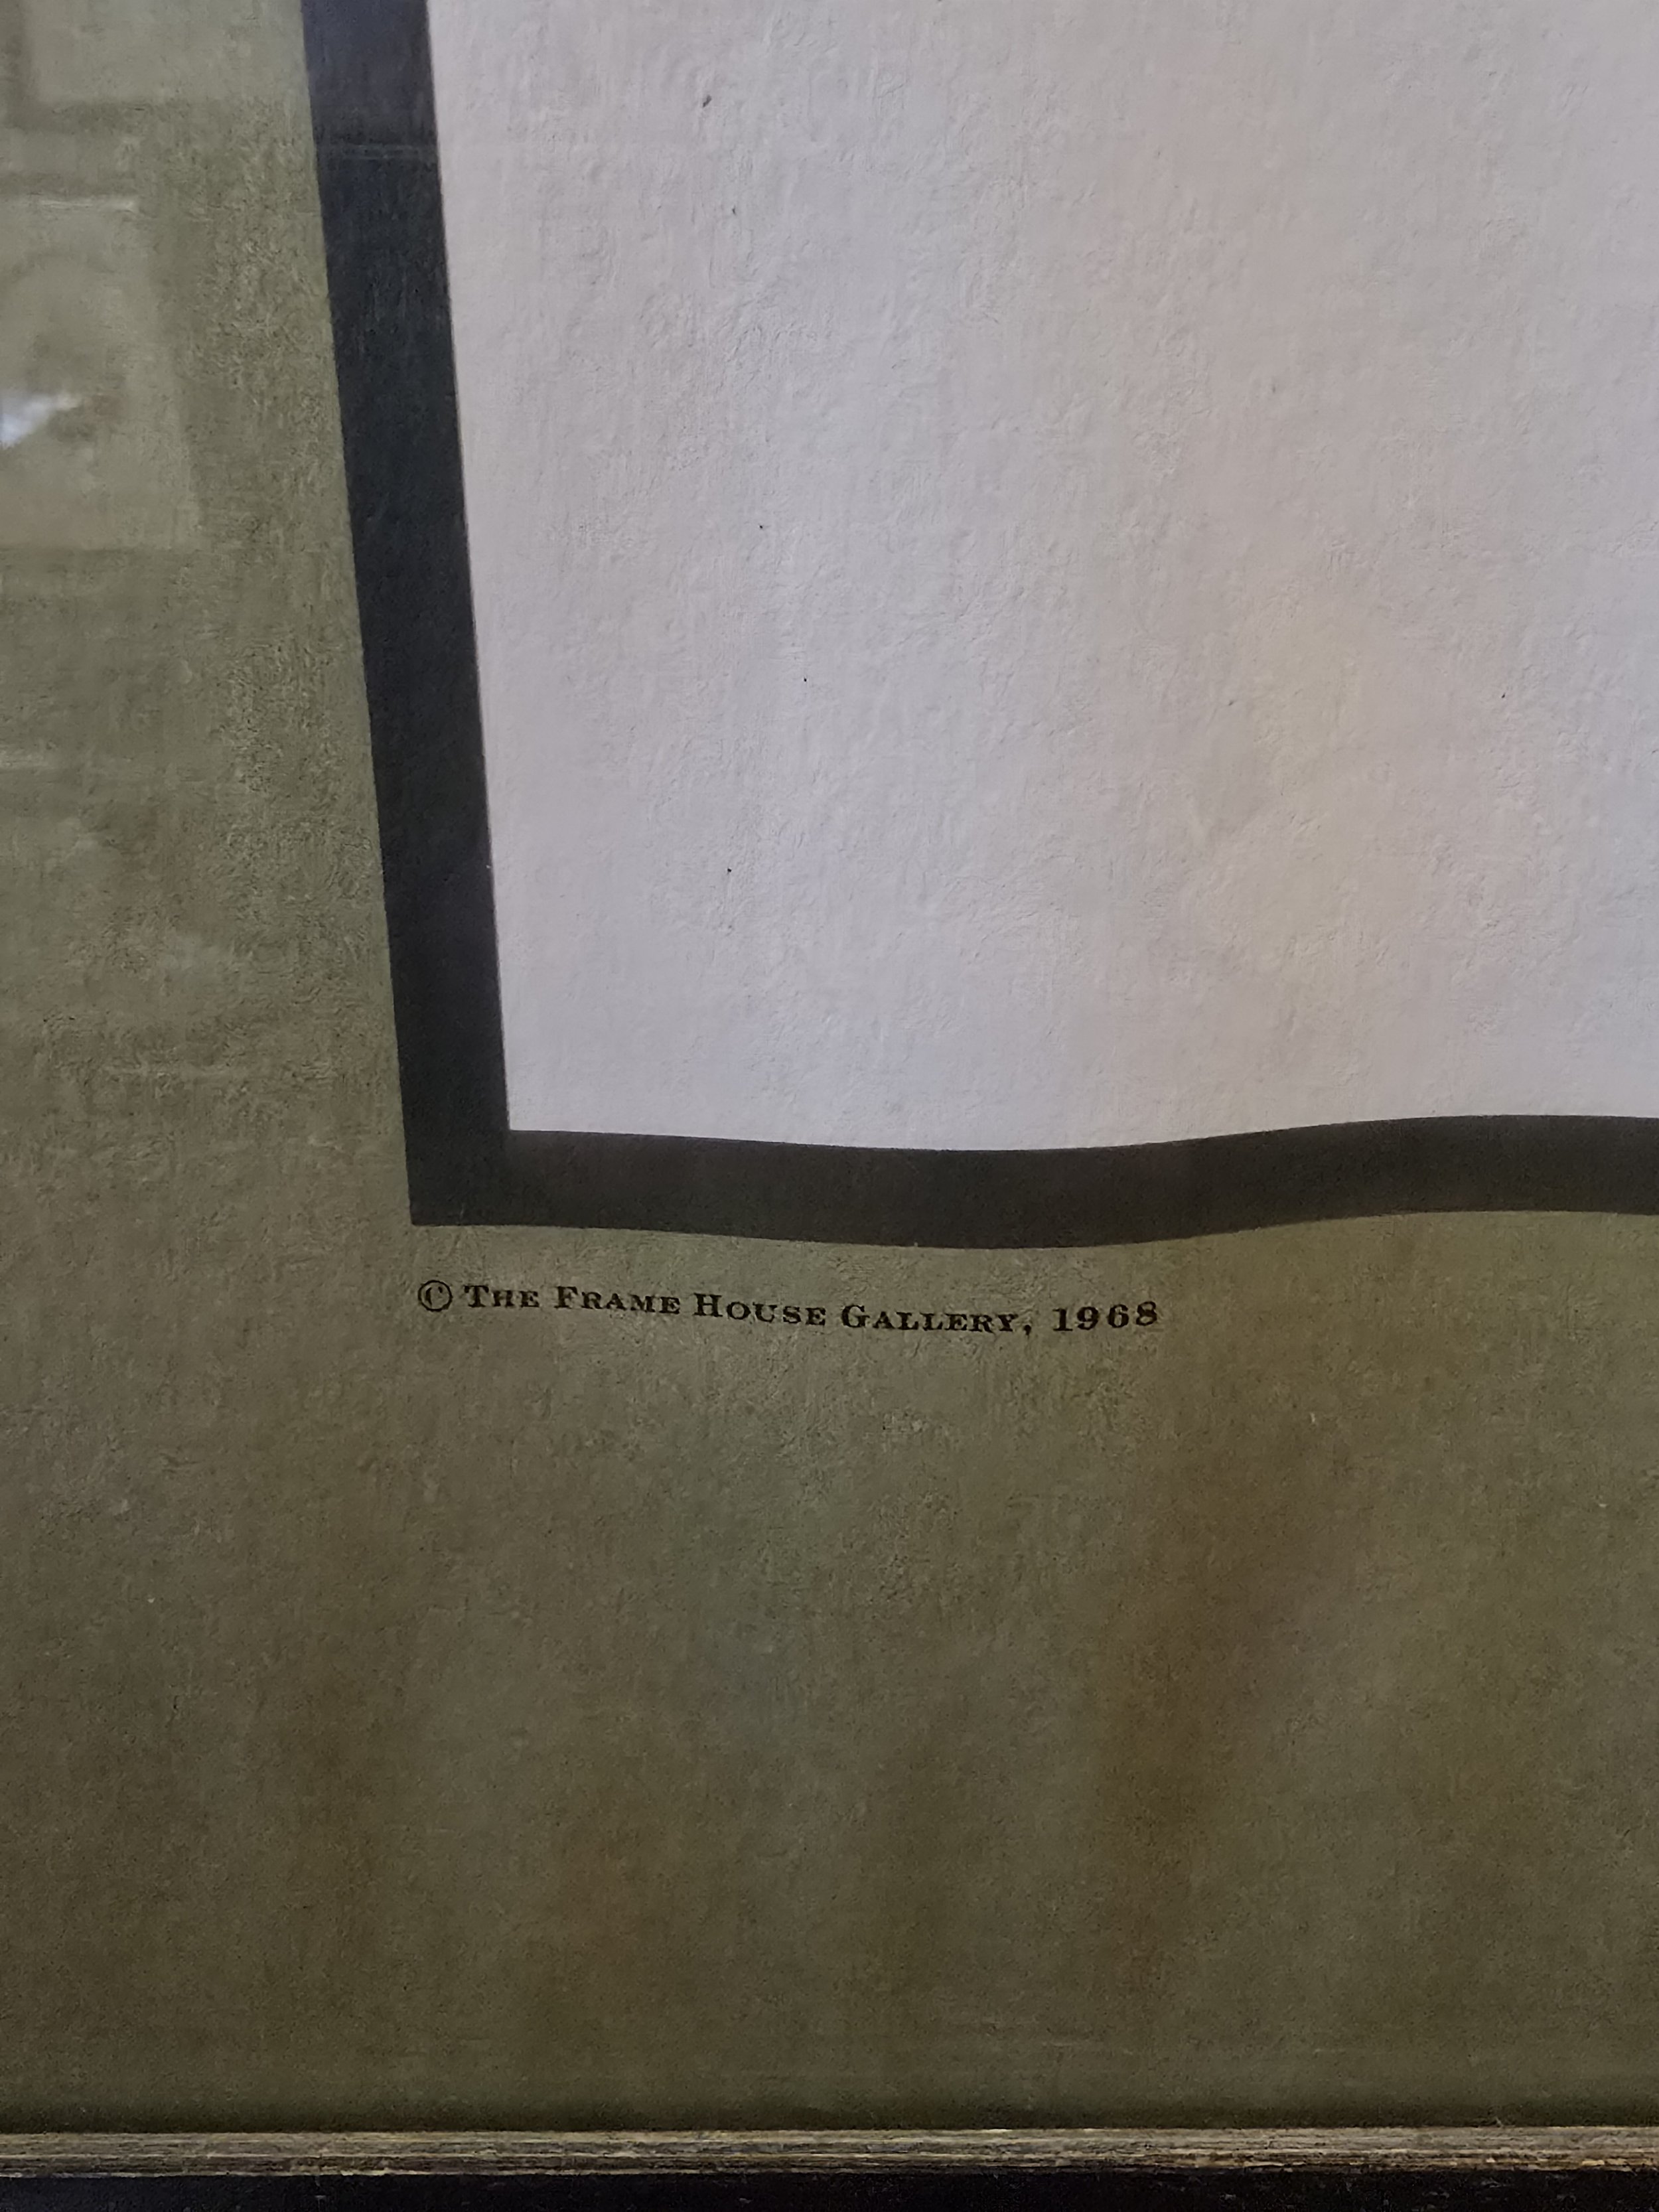 © The Frame House Gallery, 1968